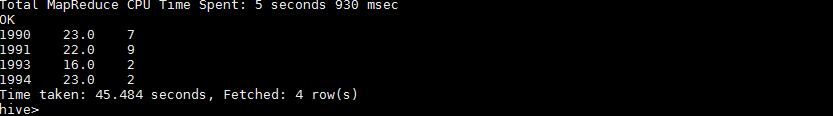 Total MapReduce CPU Time Spent: 5 seconds 930 msec
OK
1990    23.0    7
1991    22.0    9
1993    16.0    2
1994    23.0    2
Time taken: 45.484 seconds, Fetched: 4 row(s)
hive>